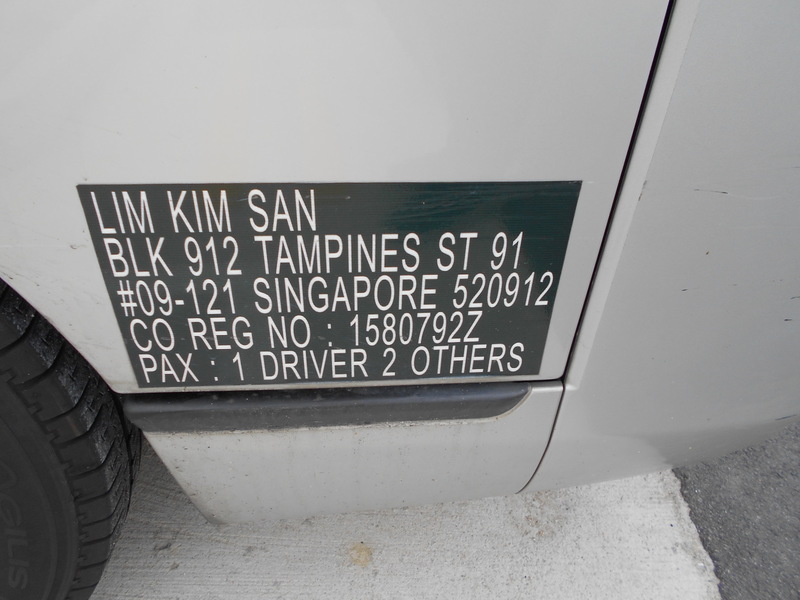 LIM KIM SAN
BLK 912 TAMPINES ST 91
#09-121 SINGAPORE 520912
CO REG NO : 1580792Z
PAX : 1 DRIVER 2 OTHERS